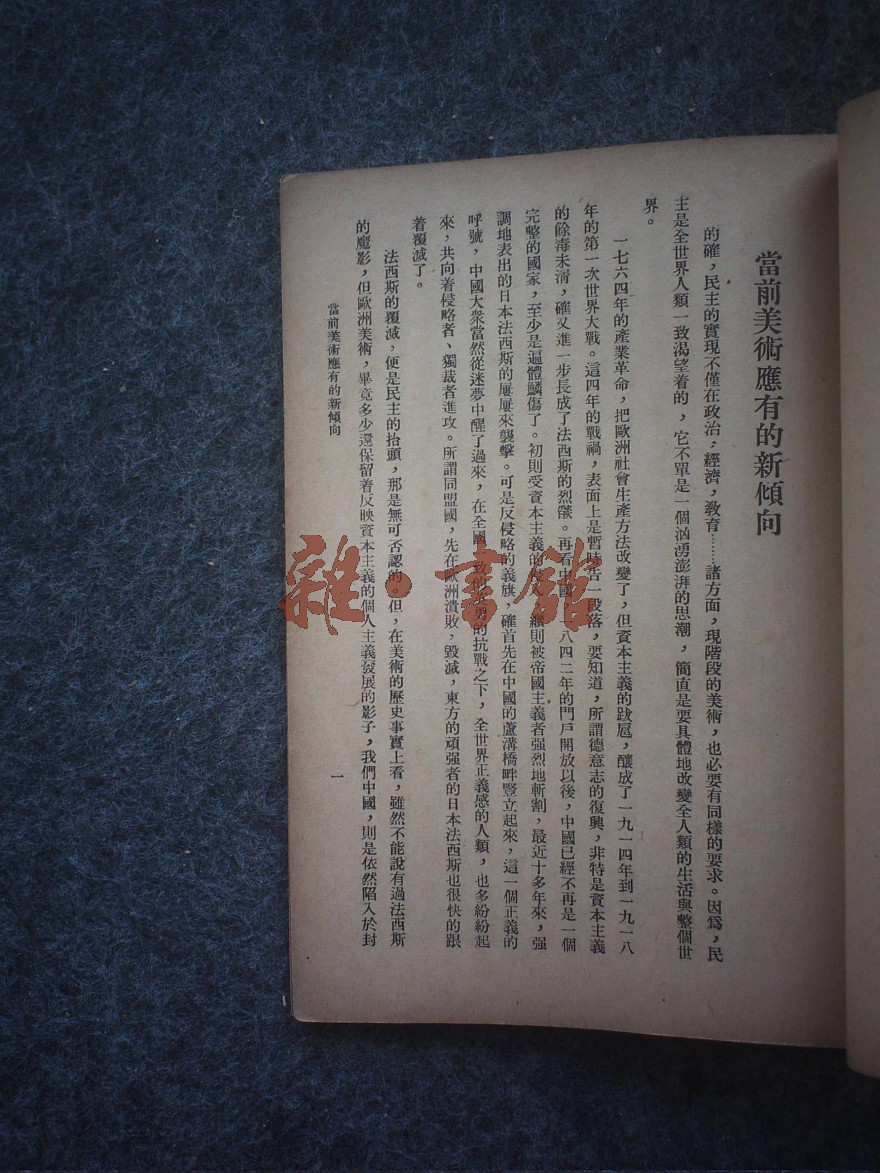 當前美術應有的新傾向
的確，民主的實現不僅在政治，經濟，敎育……諸方面，現階段的美術，也必要有同樣的要求。因爲，民
主是全世界人類一致渴望着的，它不單是一個汹湧澎湃的思潮，簡直是要具體地改變全人類的生活與整個世
界。
一七六四年的產業革命，把歐洲社會生產方法改變了，但資本主義的跋扈，釀成了一九一四年到一九一八
年的第一次世界大戰。這四年的戰禍，表面上是暫時告一段落，要知道，所謂德意志的復興，非特是資本主義
的餘毒未清，確又進一步長成了法西斯的烈燄。再看中國，一八四二年的門戶開放以後，中國已經不再是一個
完整的國家，至少是遍體鱗傷了。初則受資本主義的侵入，繼則被帝國主義者强烈地斬割，最近十多年來，强
調地表出的日本法西斯的屢屢來襲擊。可是反侵略的義旗，確首先在中國的蘆溝橋畔豎立起來，這一個正義的
呼號，中國大衆當然從迷夢中醒了過來，在全國一致的英勇的抗戰之下，全世界正義感的人類，也多紛紛起
來，共向着侵略者、獨裁者進攻。所謂同盟國，先在歐洲潰敗，毀滅，東方的頑强者的日本法西斯也很快的跟
着覆滅了。
法西斯的覆滅，便是民主的抬頭，那是無可否認的。但，在美術的歷史事實上看，雖然不能說有過法西斯
的魔影，但歐洲美術，畢竟多少還保留着反映資本主義的個人主義發展的影子，我們中國，則是依然陷入於封
當前美術應有的新傾向
一
雜·書館